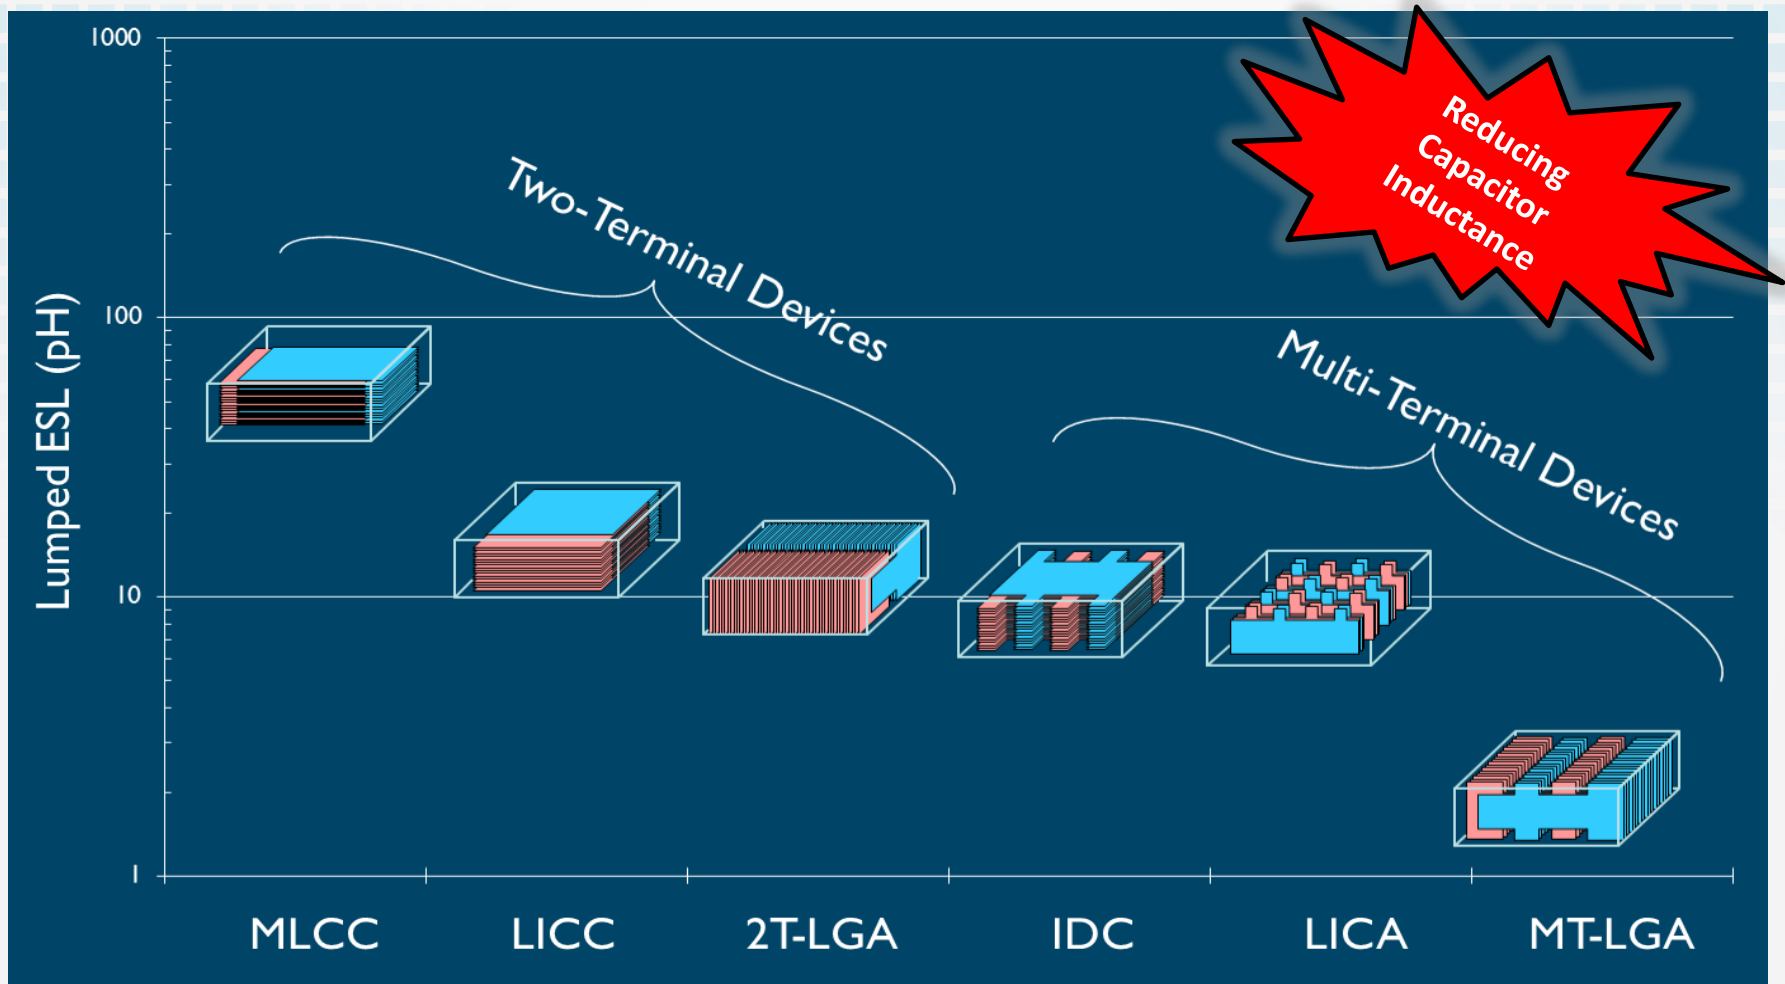 Reducing
Capacitor
Inductance
Two-Terminal Devices
Multi-Terminal Devices
Lumped ESL (pH)
1000
100
10
1
MLCC LICC 2T-LGA IDC LICA MT-LGA